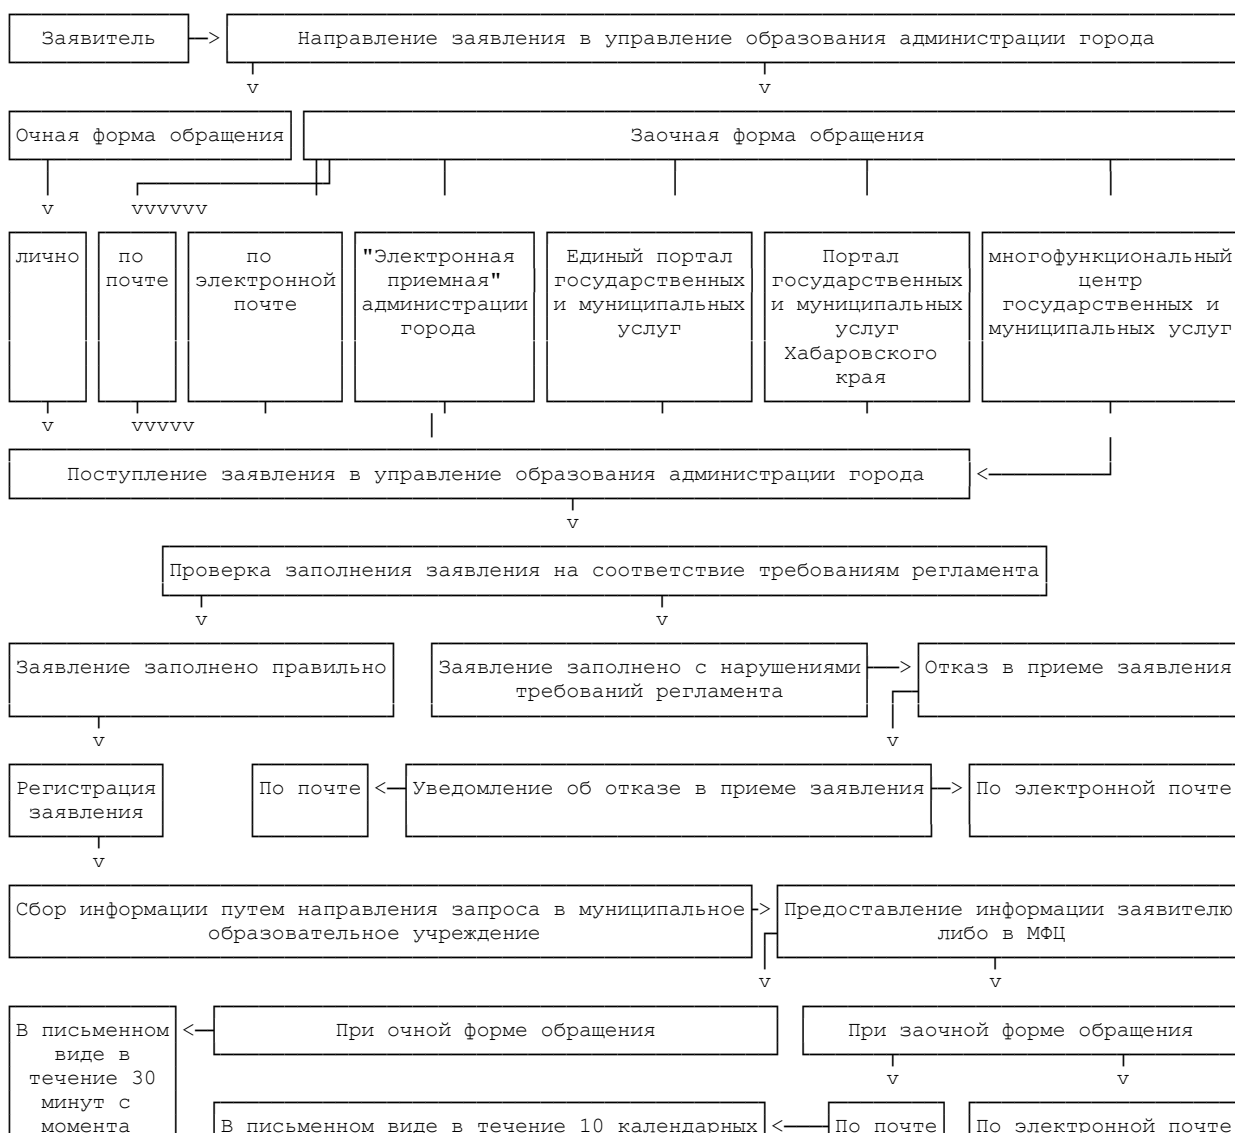 Заявитель
Направление заявления в управление образования администрации города
Очная форма обращения
Заочная форма обращения
лично
по
почте
по
электронной
почте
"Электронная
приемная"
администрации
города
Единый портал
государственных
и муниципальных
услуг
Портал
государственных
и муниципальных
услуг
Хабаровского
края
многофункциональный
центр
государственных и
муниципальных услуг
Поступление заявления в управление образования администрации города
Проверка заполнения заявления на соответствие требованиям регламента
Заявление заполнено правильно
Заявление заполнено с нарушениями
требований регламента
Отказ в приеме заявления
Регистрация
заявления
По почте
Уведомление об отказе в приеме заявления
По электронной почте
Сбор информации путем направления запроса в муниципальное
образовательное учреждение
Предоставление информации заявителю
либо в МФЦ
В письменном
виде в
течение 30
минут с
момента
При очной форме обращения
При заочной форме обращения
В письменном виде в течение 10 календарных
По почте
По электронной почте